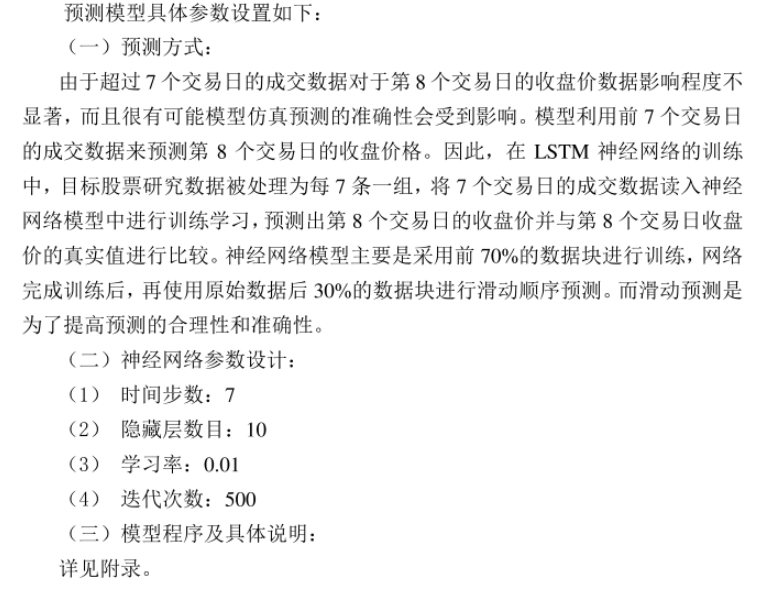 预测模型具体参数设置如下：
（一）预测方式：
由于超过 7 个交易日的成交数据对于第 8 个交易日的收盘价数据影响程度不
显著，而且很有可能模型仿真预测的准确性会受到影响。模型利用前 7 个交易日
的成交数据来预测第 8 个交易日的收盘价格。因此，在 LSTM 神经网络的训练
中，目标股票研究数据被处理为每 7 条一组，将 7 个交易日的成交数据读入神经
网络模型中进行训练学习，预测出第 8 个交易日的收盘价并与第 8 个交易日收盘
价的真实值进行比较。神经网络模型主要是采用前 70%的数据块进行训练，网络
完成训练后，再使用原始数据后 30%的数据块进行滑动顺序预测。而滑动预测是
为了提高预测的合理性和准确性。
（二）神经网络参数设计：
（1） 时间步数：7
（2） 隐藏层数目：10
（3） 学习率：0.01
（4） 迭代次数：500
（三）模型程序及具体说明：
详见附录。